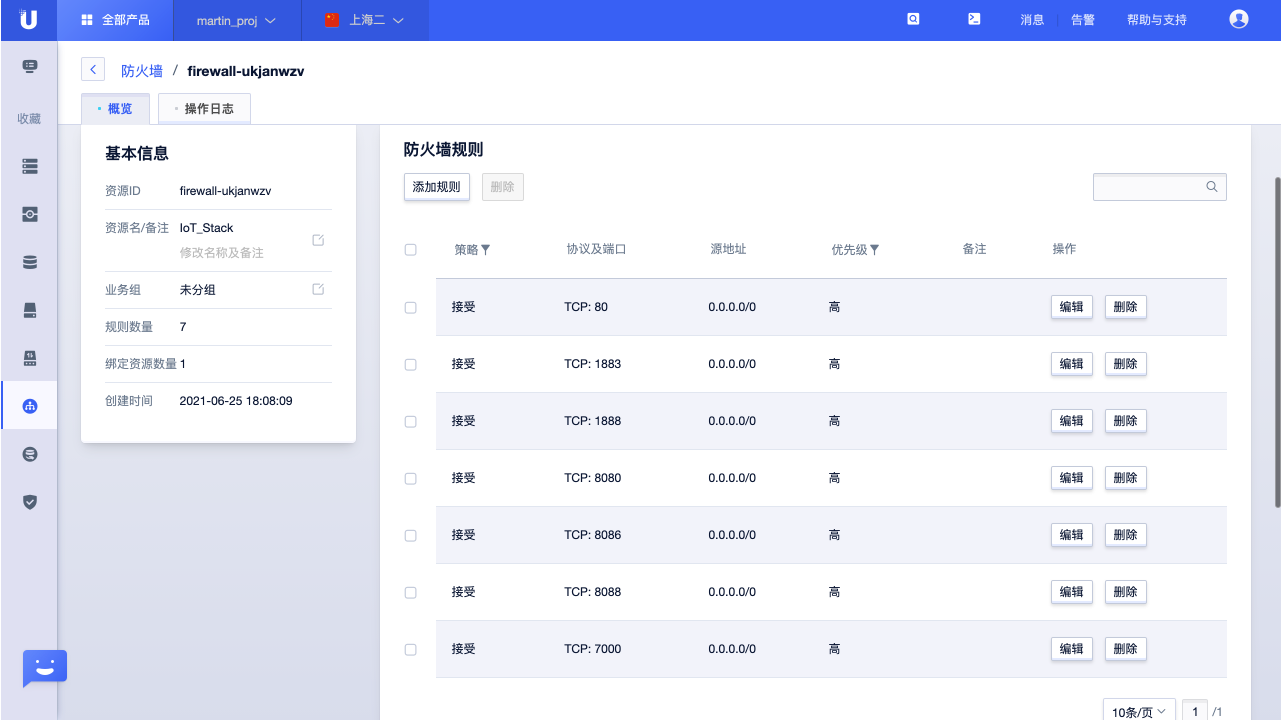 全部产品 martin_proj 上海二 消息 告警 帮助与支持
防火墙 / firewall-ukjanwzv
概览 操作日志
收藏
基本信息
资源ID firewall-ukjanwzv
资源名/备注 IoT_Stack
修改名称及备注
业务组 未分组
规则数量 7
绑定资源数量 1
创建时间 2021-06-25 18:08:09
防火墙规则
添加规则 删除
策略 协议及端口 源地址 优先级 备注 操作
接受 TCP: 80 0.0.0.0/0 高 编辑 删除
接受 TCP: 1883 0.0.0.0/0 高 编辑 删除
接受 TCP: 1888 0.0.0.0/0 高 编辑 删除
接受 TCP: 8080 0.0.0.0/0 高 编辑 删除
接受 TCP: 8086 0.0.0.0/0 高 编辑 删除
接受 TCP: 8088 0.0.0.0/0 高 编辑 删除
接受 TCP: 7000 0.0.0.0/0 高 编辑 删除
10条/页 1 /1